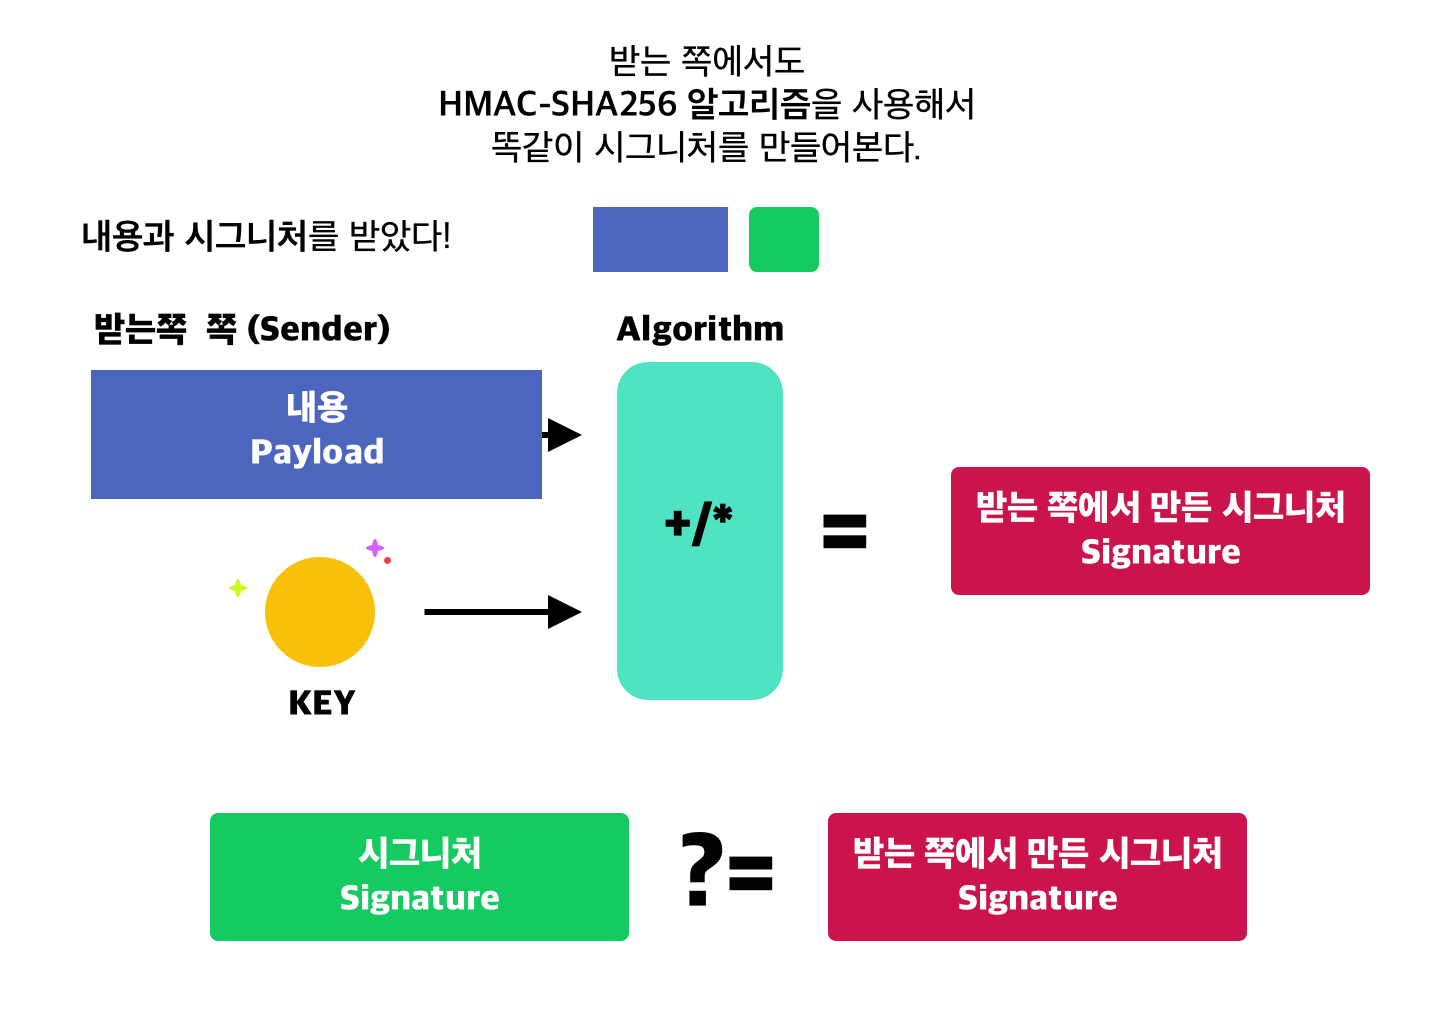 받는 쪽에서도
HMAC-SHA256 알고리즘을 사용해서
똑같이 시그니처를 만들어본다.
내용과 시그니처를 받았다!
받는쪽 쪽 (Sender)
Algorithm
내용
Payload
+/*
=
받는 쪽에서 만든 시그니처
Signature
KEY
시그니처
Signature
?=
받는 쪽에서 만든 시그니처
Signature